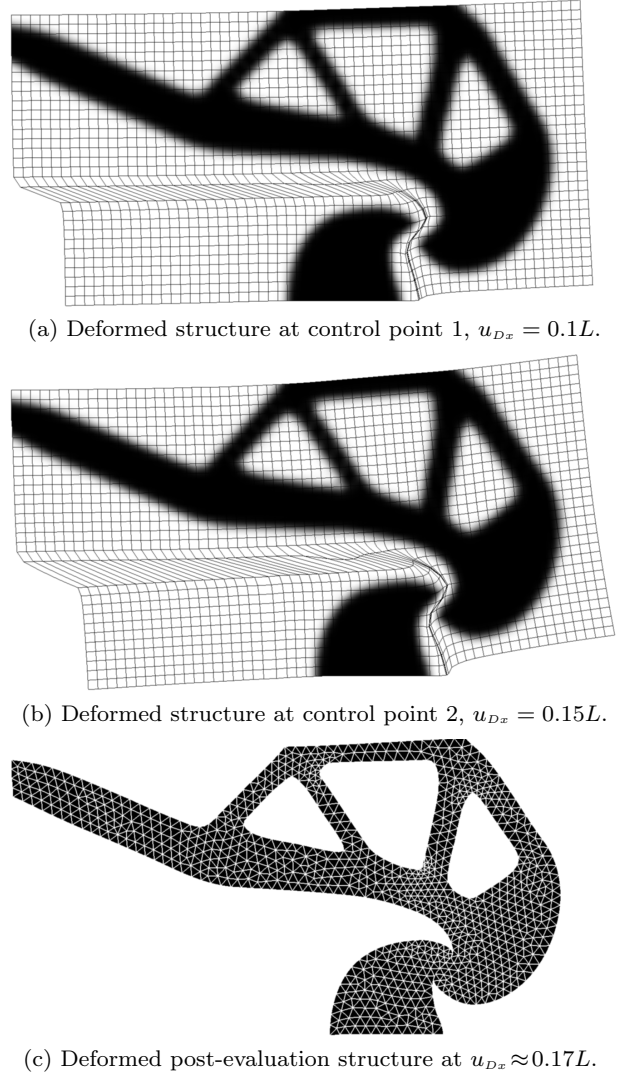 (a) Deformed structure at control point 1, u_{Dx} = 0.1L.
(b) Deformed structure at control point 2, u_{Dx} = 0.15L.
(c) Deformed post-evaluation structure at u_{Dx} ≈ 0.17L.